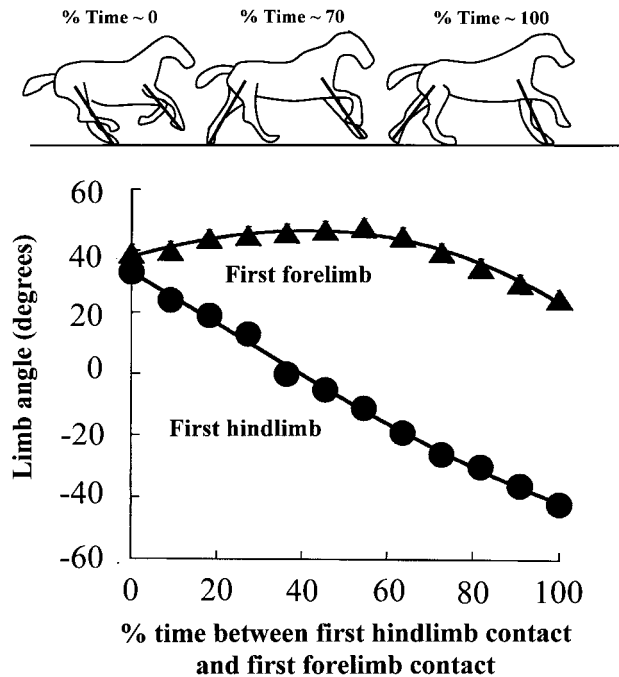 % Time ~ 0 % Time ~ 70 % Time ~ 100
60
40
20
0
-20
-40
-60
Limb angle (degrees)
First forelimb
First hindlimb
0 20 40 60 80 100
% time between first hindlimb contact
and first forelimb contact